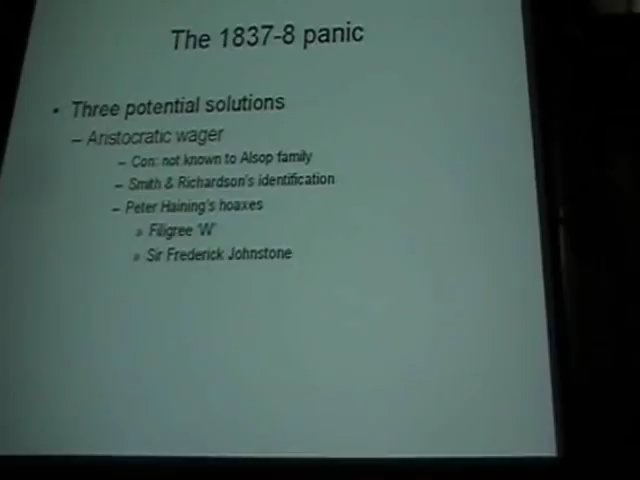 The 1837-8 panic
• Three potential solutions
– Aristocratic wager
– Con: not known to Alsop family
– Smith & Richardson's identification
– Peter Haining's hoaxes
» Filigree 'W'
» Sir Frederick Johnstone